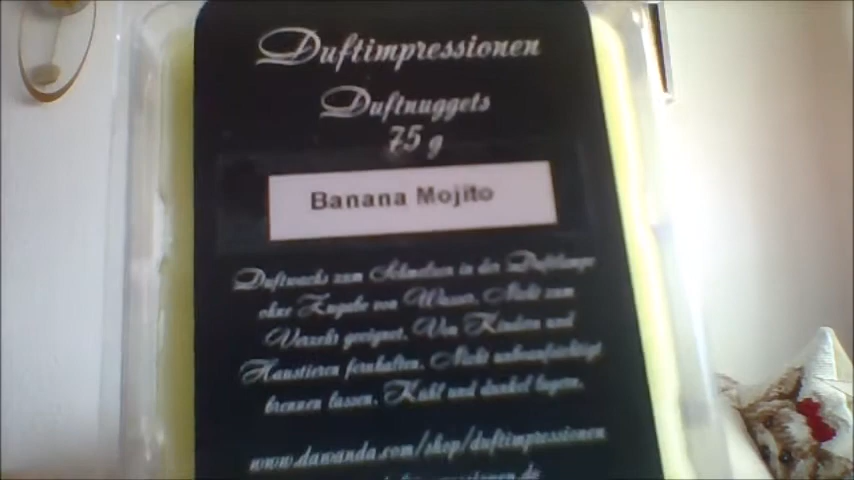 Duftimpressionen
Duftnuggets
75 g
Banana Mojito
Duftwachs zum Schmelzen in der Duftlampe
ohne Zugabe von Wasser. Nicht zum
Verzehr geeignet. Von Kindern und
Haustieren fernhalten. Nicht unbeaufsichtigt
brennen lassen. Kühl und dunkel lagern.
www.dawanda.com/shop/duftimpressionen